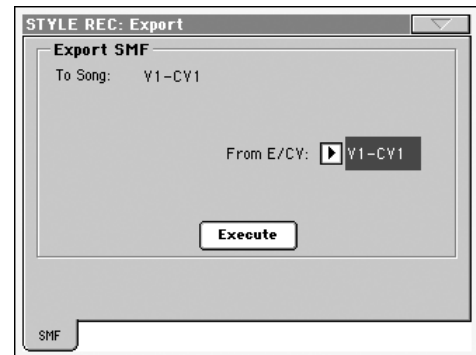 STYLE REC: Export
Export SMF
To Song: V1-CV1
From E/CV: V1-CV1
Execute
SMF